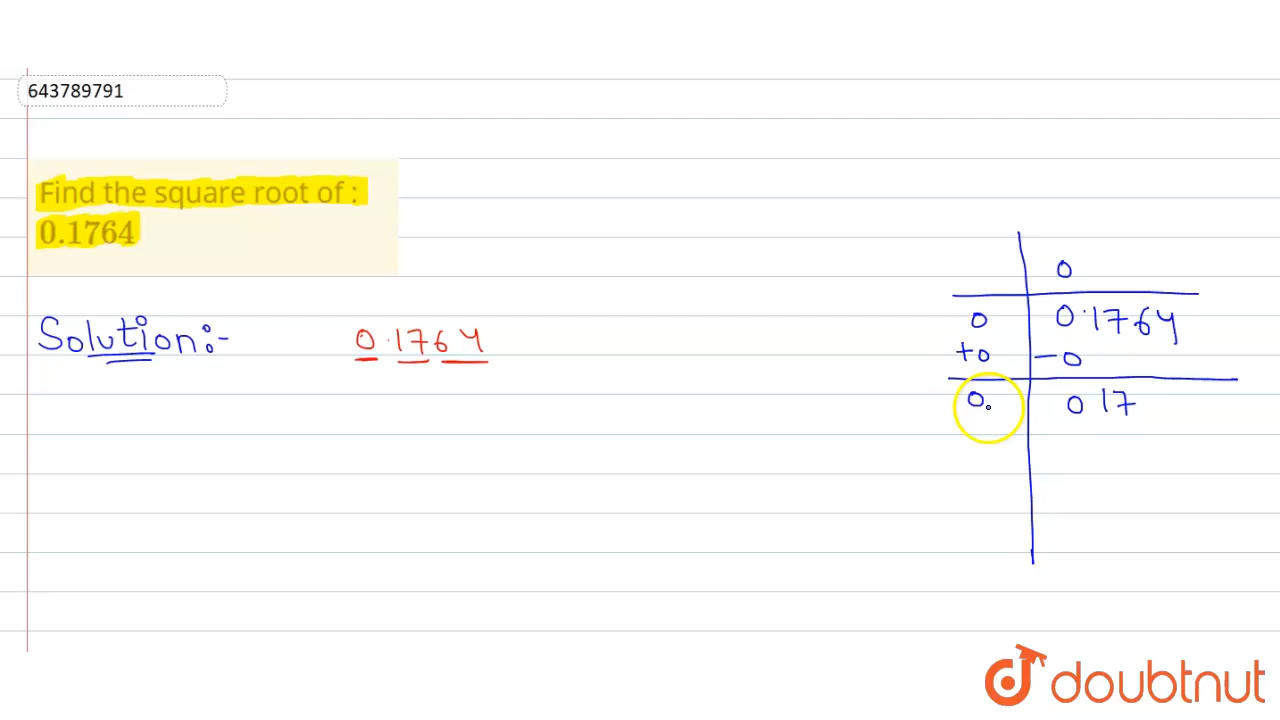 643789791
Find the square root of :
0.1764
Solution:-
0.1764
0
0 0.1764
+0 -0
0 0 17
doubtnut